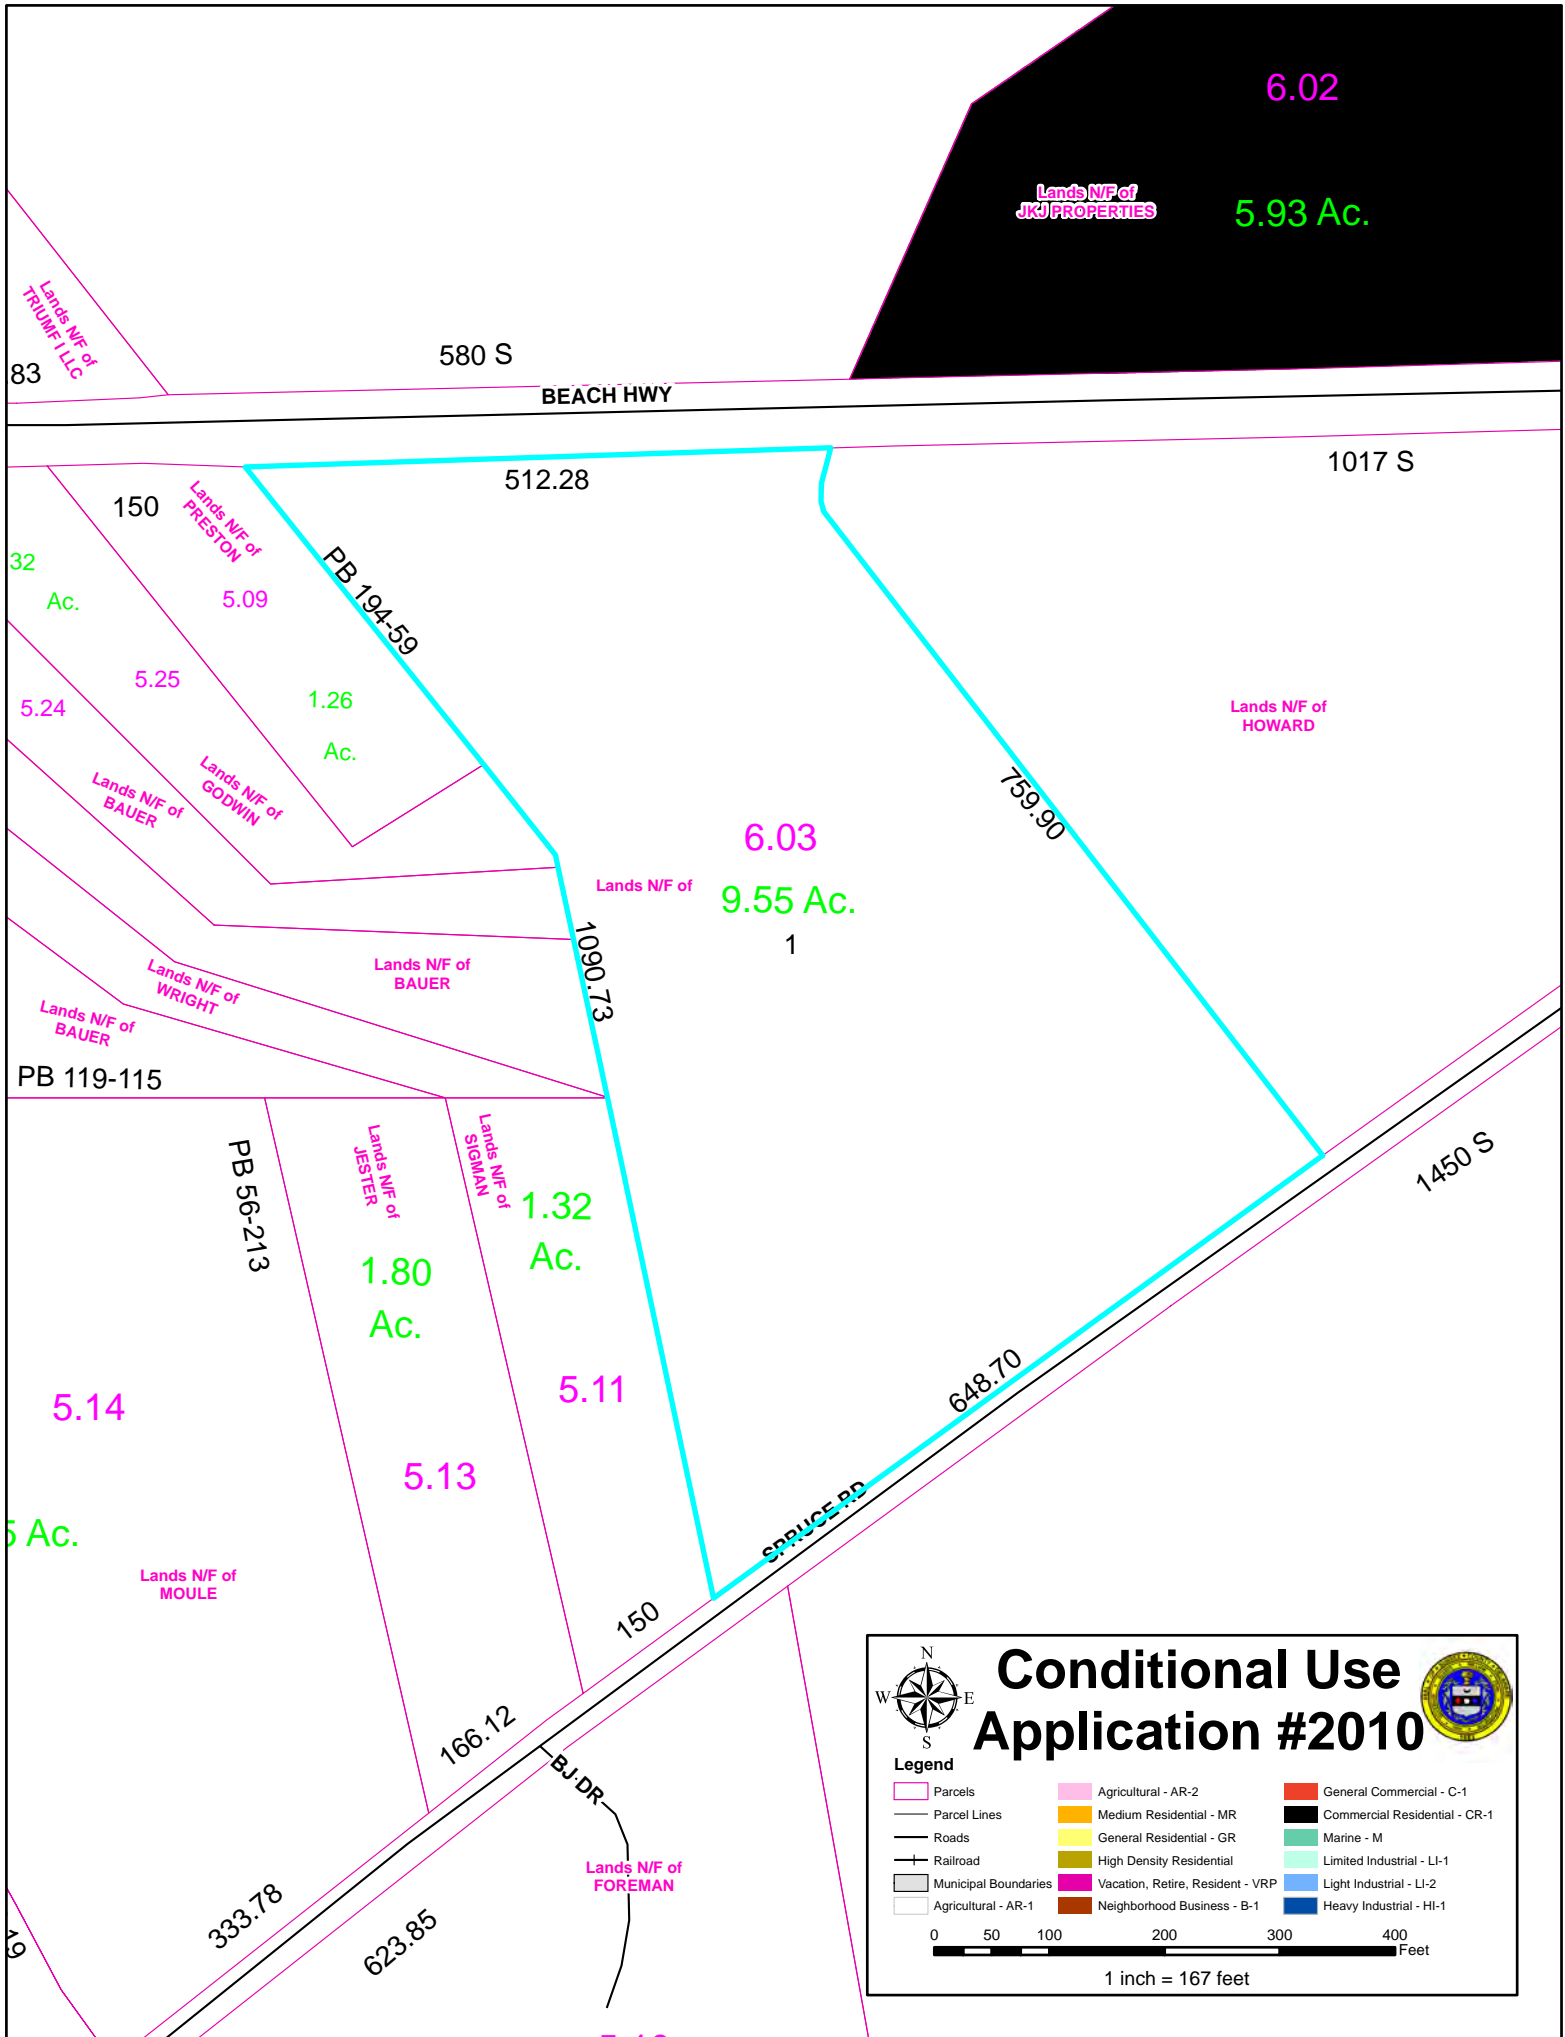 6.02
Lands N/F of
JKJ PROPERTIES
5.93 Ac.
Lands N/F of
TRIUMF I LLC
83
580 S
BEACH HWY
512.28
1017 S
150
Lands N/F of
PRESTON
PB 194-59
32
Ac.
5.09
5.25
5.24
1.26
Ac.
Lands N/F of
HOWARD
Lands N/F of
GODWIN
Lands N/F of
BAUER
759.90
6.03
Lands N/F of
9.55 Ac.
1
1090.73
Lands N/F of
BAUER
Lands N/F of
WRIGHT
Lands N/F of
BAUER
PB 119-115
PB 56-213
Lands N/F of
JESTER
Lands N/F of
SIGMAN
1.32
Ac.
1.80
Ac.
1450 S
648.70
5.14
5.11
5.13
5 Ac.
SPRUCE RD
Lands N/F of
MOULE
150
166.12
BJ DR
Lands N/F of
FOREMAN
333.78
623.85
19
N
W
E
S
Conditional Use
Application #2010
Legend
Parcels
Parcel Lines
Roads
Railroad
Municipal Boundaries
Agricultural - AR-1
Agricultural - AR-2
Medium Residential - MR
General Residential - GR
High Density Residential
Vacation, Retire, Resident - VRP
Neighborhood Business - B-1
General Commercial - C-1
Commercial Residential - CR-1
Marine - M
Limited Industrial - LI-1
Light Industrial - LI-2
Heavy Industrial - HI-1
0 50 100 200 300 400
Feet
1 inch = 167 feet